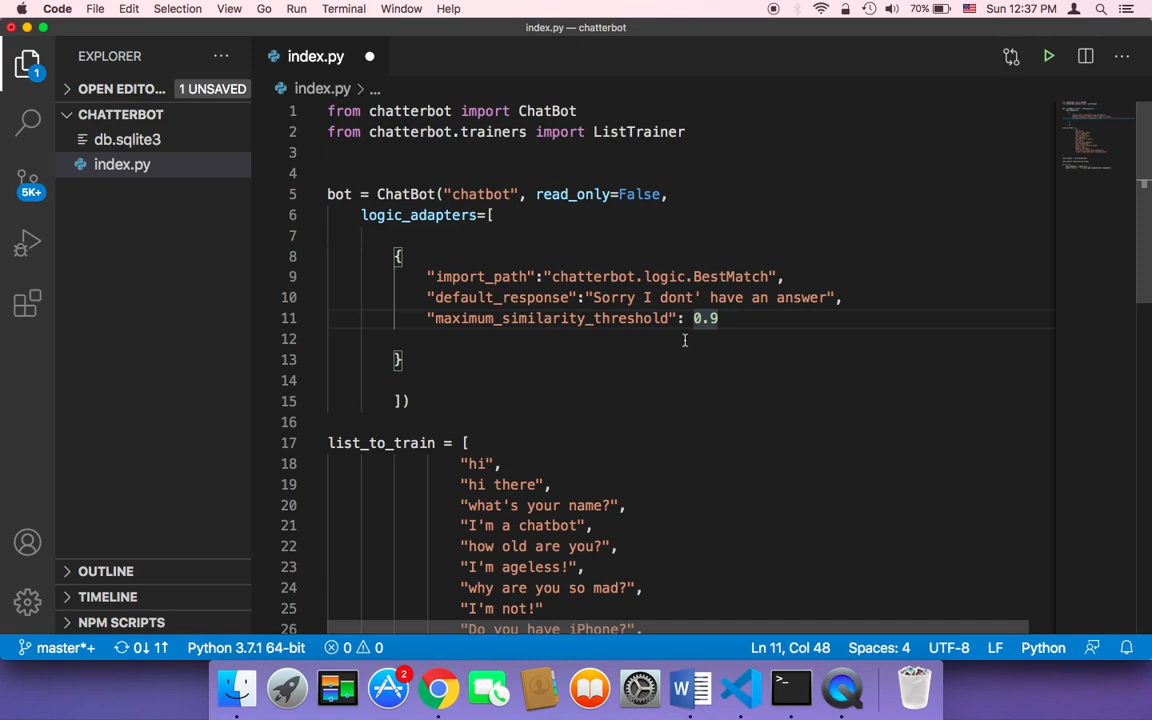 Code File Edit Selection View Go Run Terminal Window Help 70% Sun 12:37 PM
index.py — chatterbot
EXPLORER
index.py
1
OPEN EDITO... 1 UNSAVED
index.py > ...
CHATTERBOT
db.sqlite3
index.py
5K+
OUTLINE
TIMELINE
NPM SCRIPTS
1 from chatterbot import ChatBot
2 from chatterbot.trainers import ListTrainer
3
4
5 bot = ChatBot("chatbot", read_only=False,
6 logic_adapters=[
7
8 {
9 "import_path":"chatterbot.logic.BestMatch",
10 "default_response":"Sorry I dont' have an answer",
11 "maximum_similarity_threshold": 0.9
12
13 }
14
15 ])
16
17 list_to_train = [
18 "hi",
19 "hi there",
20 "what's your name?",
21 "I'm a chatbot",
22 "how old are you?",
23 "I'm ageless!",
24 "why are you so mad?",
25 "I'm not!"
26 "Do you have iPhone?",
master*+ 0↓ 1↑ Python 3.7.1 64-bit 0 0 Ln 11, Col 48 Spaces: 4 UTF-8 LF Python
2